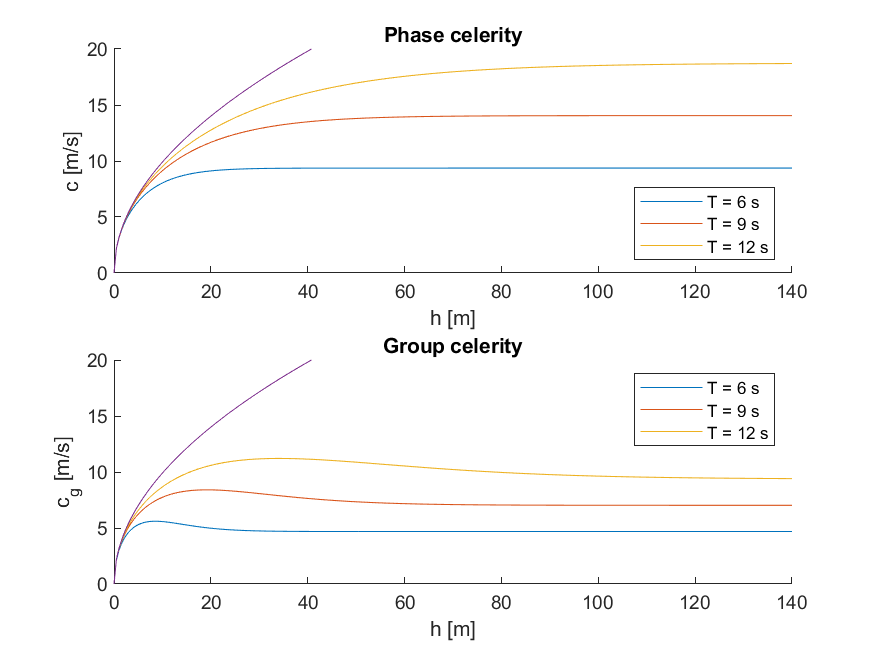 Phase celerity
20
15
10
5
0
c [m/s]
T = 6 s
T = 9 s
T = 12 s
0 20 40 60 80 100 120 140
h [m]
Group celerity
20
15
10
5
0
c_g [m/s]
T = 6 s
T = 9 s
T = 12 s
0 20 40 60 80 100 120 140
h [m]